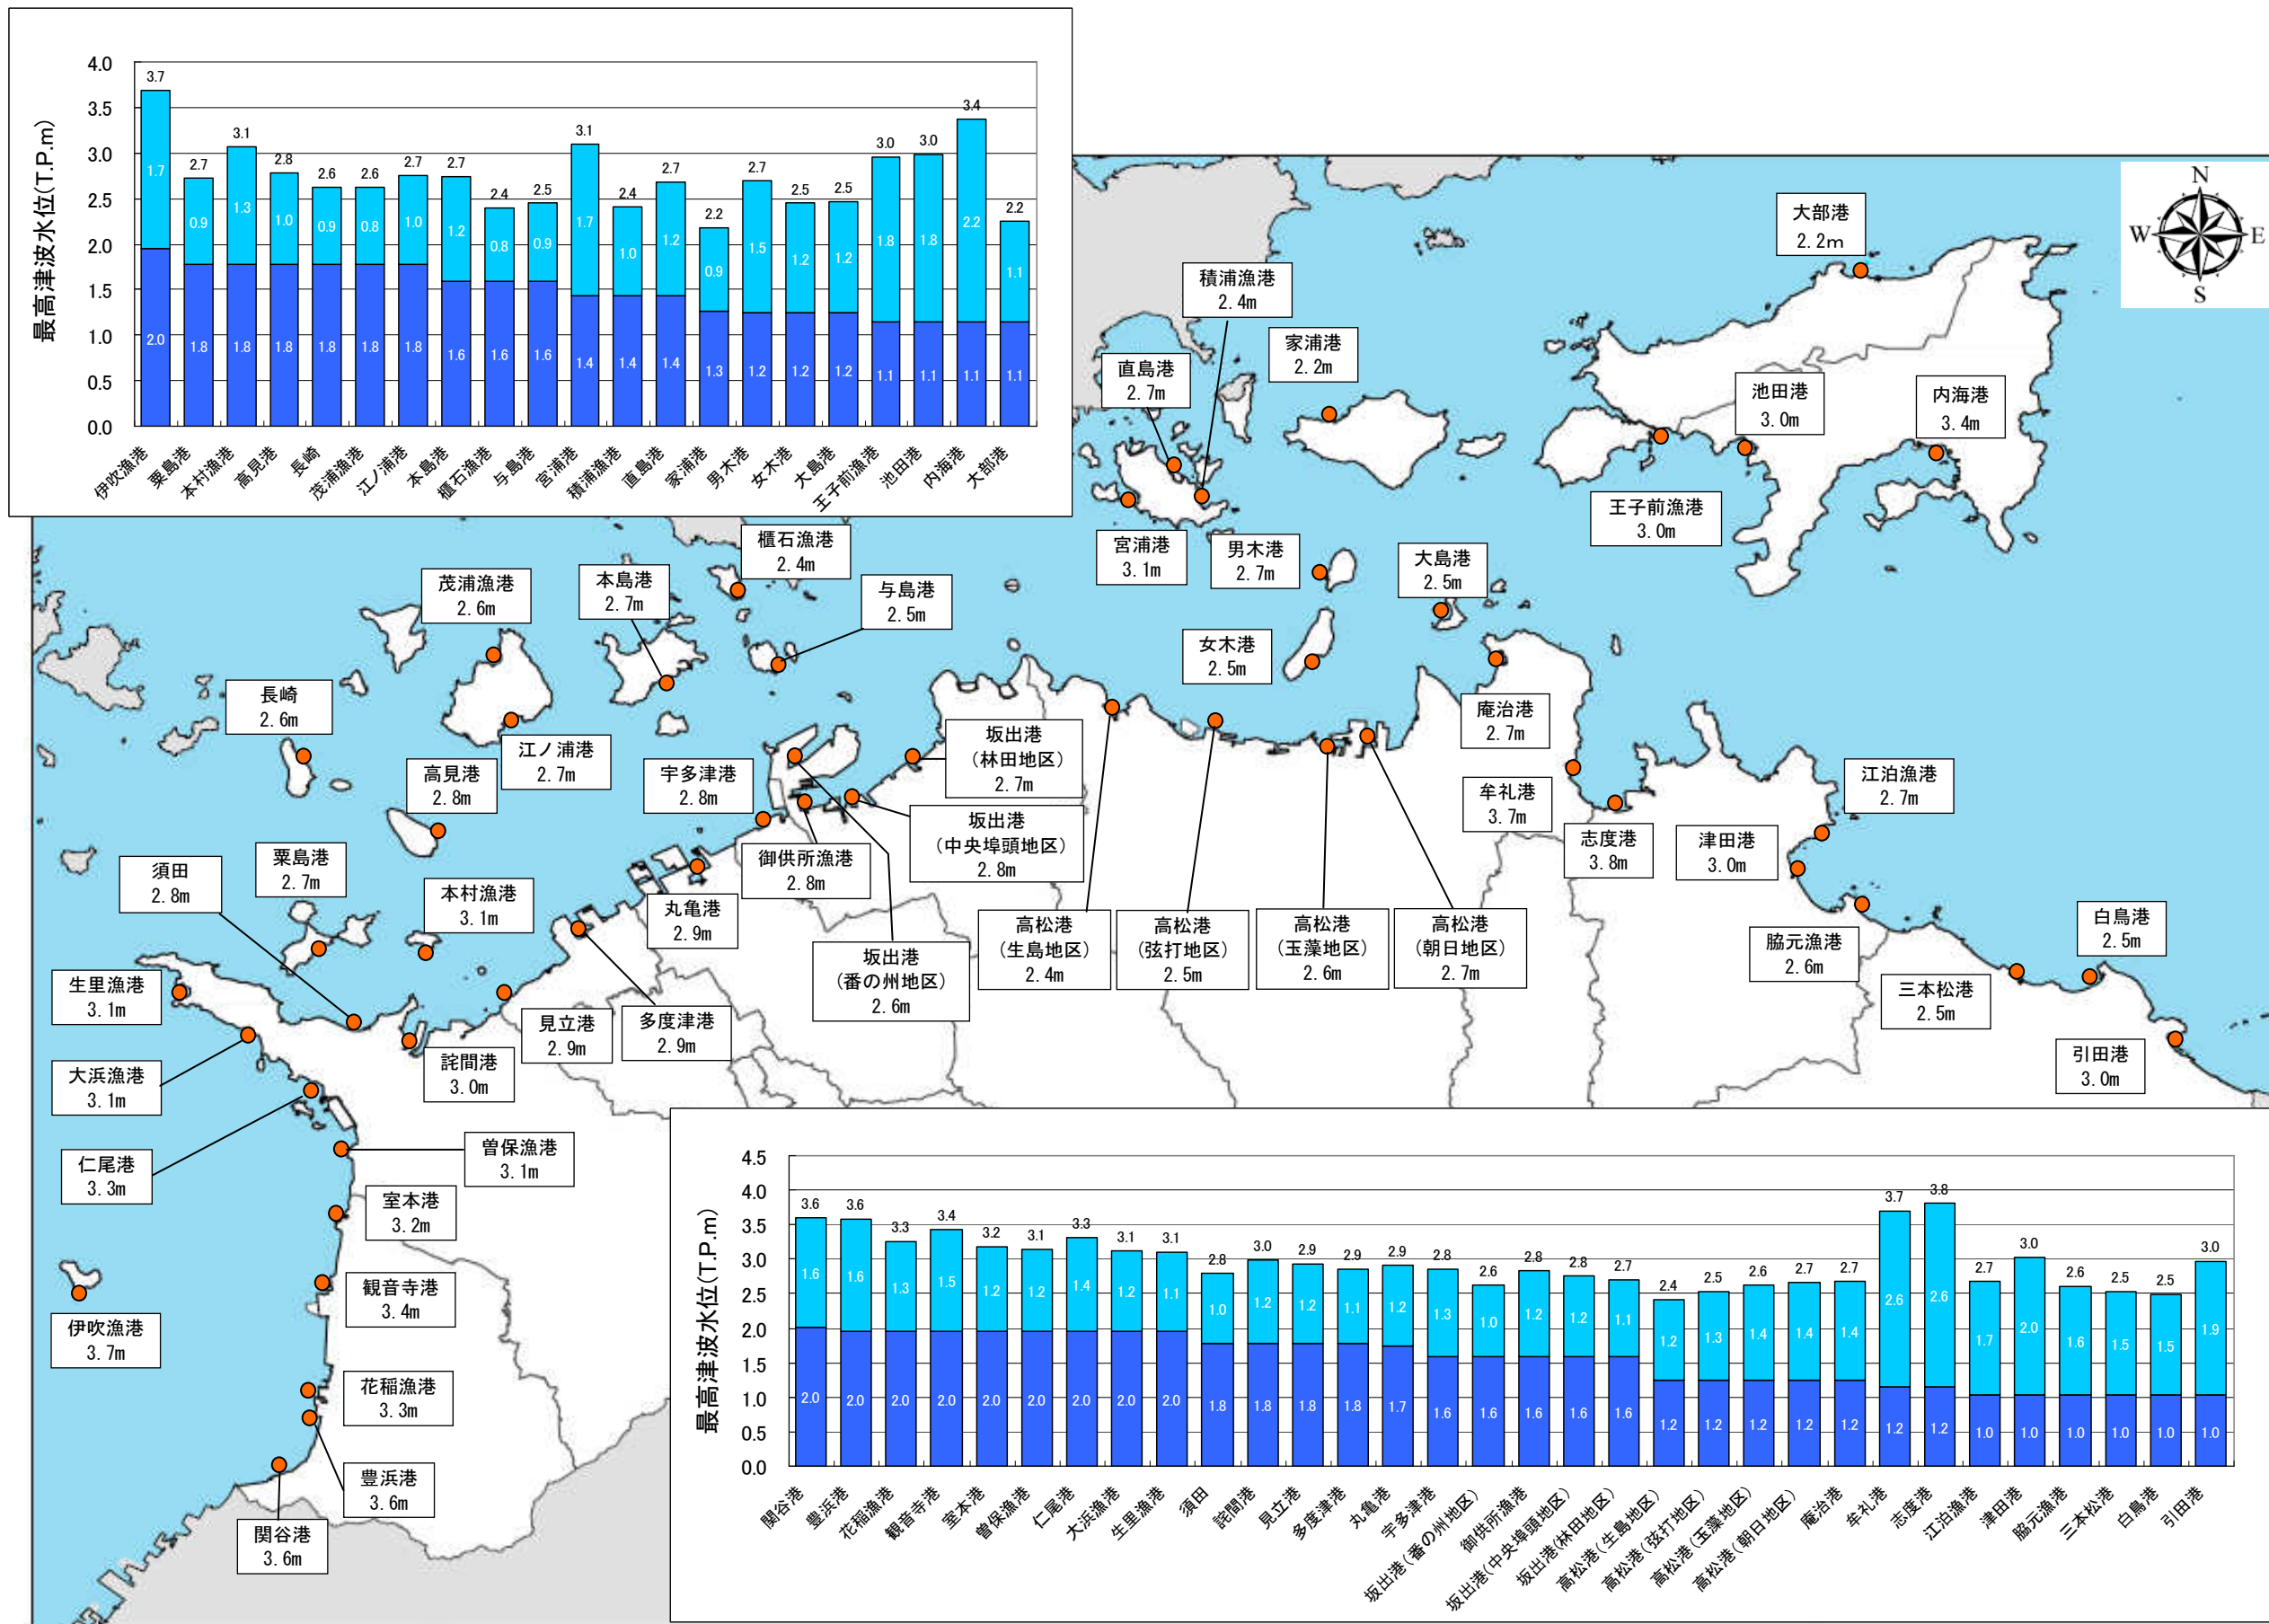 最高津波水位(T.P.m)
4.0
3.5
3.0
2.5
2.0
1.5
1.0
0.5
0.0
3.7 2.7 3.1 2.8 2.6 2.6 2.7 2.7 2.4 2.5 3.1 2.4 2.7 2.2 2.7 2.5 2.5 3.0 3.0 3.4 2.2
1.7 0.9 1.3 1.0 0.9 0.8 1.0 1.2 0.8 0.9 1.7 1.0 1.2 0.9 1.5 1.2 1.2 1.8 1.8 2.2 1.1
2.0 1.8 1.8 1.8 1.8 1.8 1.8 1.6 1.6 1.6 1.4 1.4 1.4 1.3 1.2 1.2 1.2 1.1 1.1 1.1 1.1
伊吹漁港 粟島港 本村漁港 高見港 長崎 茂浦漁港 江ノ浦港 本島港 櫃石漁港 与島港 宮浦港 積浦漁港 直島港 家浦港 男木港 女木港 大島港 王子前漁港 池田港 内海港 大部港
N
W E
S
大部港
2.2m
積浦漁港
2.4m
家浦港
2.2m
直島港
2.7m
池田港
3.0m
内海港
3.4m
王子前漁港
3.0m
宮浦港
3.1m
男木港
2.7m
大島港
2.5m
女木港
2.5m
櫃石漁港
2.4m
本島港
2.7m
与島港
2.5m
茂浦漁港
2.6m
長崎
2.6m
江ノ浦港
2.7m
高見港
2.8m
宇多津港
2.8m
坂出港
(林田地区)
2.7m
坂出港
(中央埠頭地区)
2.8m
御供所漁港
2.8m
坂出港
(番の州地区)
2.6m
丸亀港
2.9m
庵治港
2.7m
牟礼港
3.7m
志度港
3.8m
津田港
3.0m
江泊漁港
2.7m
脇元漁港
2.6m
三本松港
2.5m
白鳥港
2.5m
引田港
3.0m
高松港
(生島地区)
2.4m
高松港
(弦打地区)
2.5m
高松港
(玉藻地区)
2.6m
高松港
(朝日地区)
2.7m
須田
2.8m
粟島港
2.7m
本村漁港
3.1m
生里漁港
3.1m
大浜漁港
3.1m
詫間港
3.0m
見立港
2.9m
多度津港
2.9m
仁尾港
3.3m
曽保漁港
3.1m
室本港
3.2m
観音寺港
3.4m
伊吹漁港
3.7m
花稲漁港
3.3m
豊浜港
3.6m
関谷港
3.6m
最高津波水位(T.P.m)
4.5
4.0
3.5
3.0
2.5
2.0
1.5
1.0
0.5
0.0
3.6 3.6 3.3 3.4 3.2 3.1 3.3 3.1 3.1 2.8 3.0 2.9 2.9 2.9 2.8 2.6 2.8 2.8 2.7 2.4 2.5 2.6 2.7 2.7 3.7 3.8 2.7 3.0 2.6 2.5 2.5 3.0
1.6 1.6 1.3 1.5 1.2 1.2 1.4 1.2 1.1 1.0 1.2 1.2 1.1 1.2 1.3 1.0 1.2 1.2 1.1 1.2 1.3 1.4 1.4 1.4 2.6 2.6 1.7 2.0 1.6 1.5 1.5 1.9
2.0 2.0 2.0 2.0 2.0 2.0 2.0 2.0 2.0 1.8 1.8 1.8 1.8 1.7 1.6 1.6 1.6 1.6 1.6 1.2 1.2 1.2 1.2 1.2 1.2 1.2 1.0 1.0 1.0 1.0 1.0 1.0
関谷港 豊浜港 花稲漁港 観音寺港 室本港 曽保漁港 仁尾港 大浜漁港 生里漁港 須田 詫間港 見立港 多度津港 丸亀港 宇多津港 坂出港(番の州地区) 御供所漁港 坂出港(中央埠頭地区) 坂出港(林田地区) 高松港(生島地区) 高松港(弦打地区) 高松港(玉藻地区) 高松港(朝日地区) 庵治港 牟礼港 志度港 江泊漁港 津田港 脇元漁港 三本松港 白鳥港 引田港